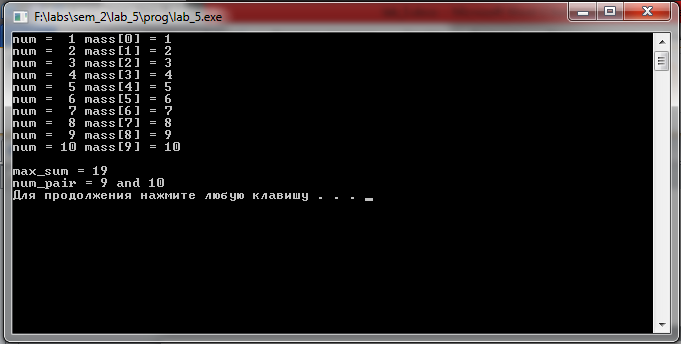 F:\labs\sem_2\lab_5\prog\lab_5.exe
num =  1 mass[0] = 1
num =  2 mass[1] = 2
num =  3 mass[2] = 3
num =  4 mass[3] = 4
num =  5 mass[4] = 5
num =  6 mass[5] = 6
num =  7 mass[6] = 7
num =  8 mass[7] = 8
num =  9 mass[8] = 9
num = 10 mass[9] = 10
max_sum = 19
num_pair = 9 and 10
Для продолжения нажмите любую клавишу . . . _